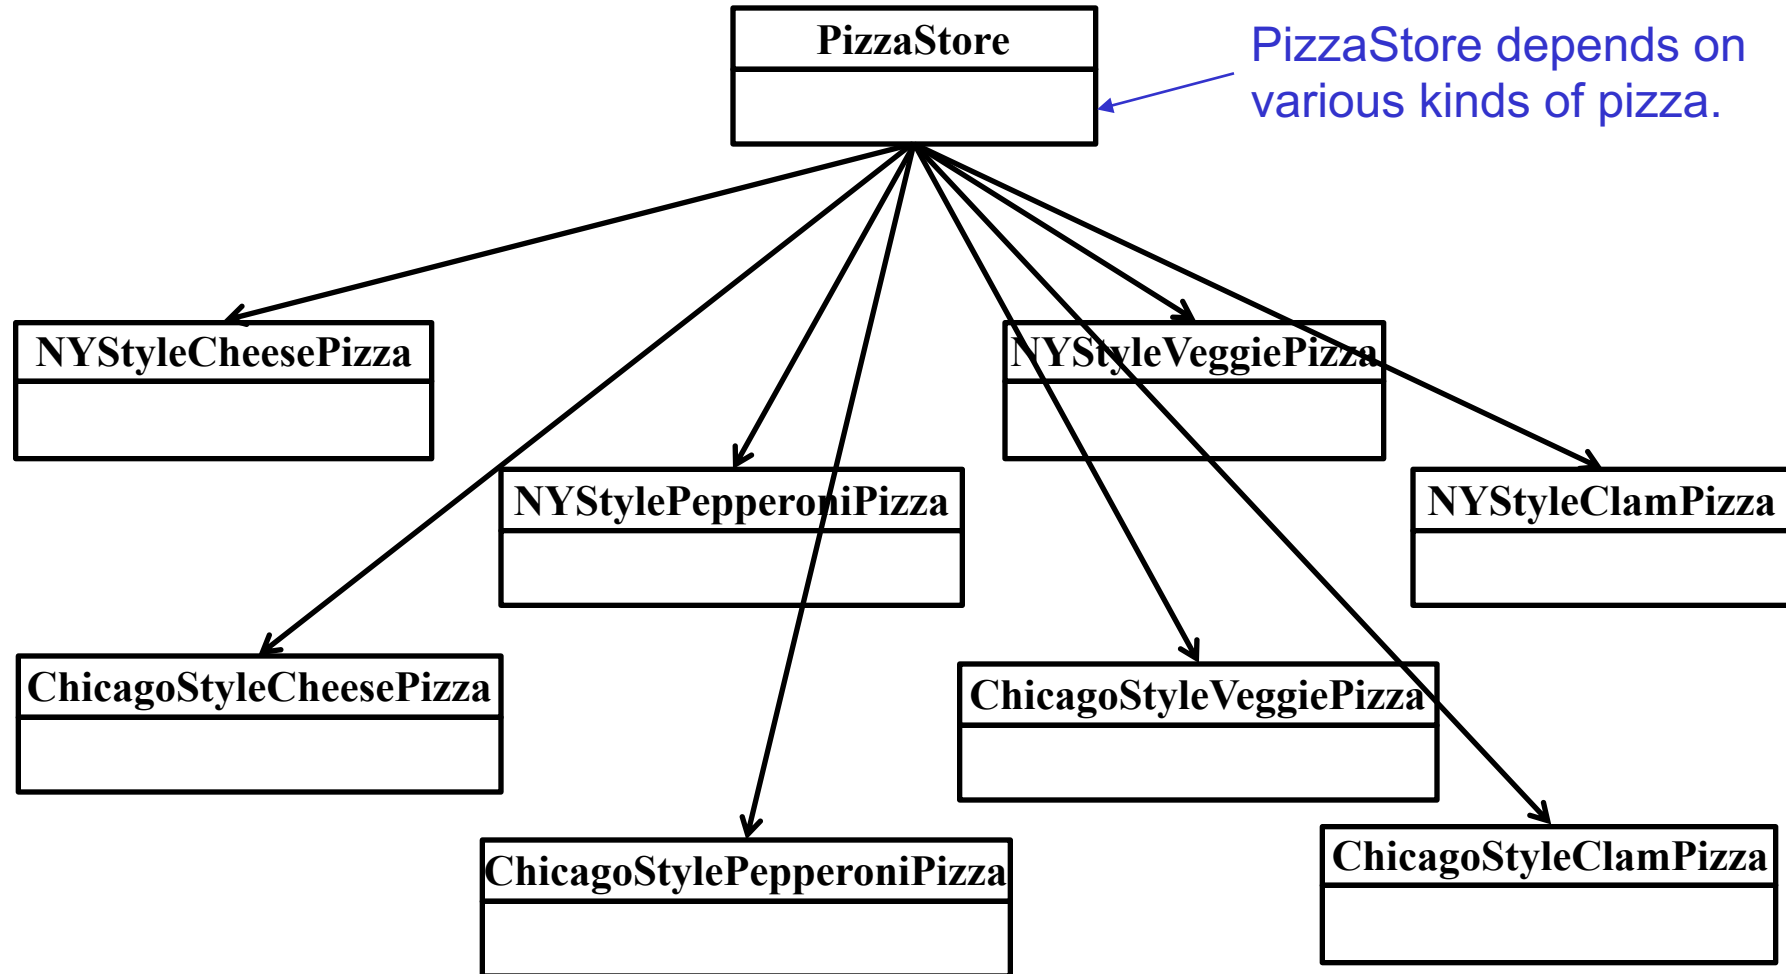 PizzaStore
PizzaStore depends on
various kinds of pizza.
NYStyleCheesePizza
NYStyleVeggiePizza
NYStylePepperoniPizza
NYStyleClamPizza
ChicagoStyleCheesePizza
ChicagoStyleVeggiePizza
ChicagoStylePepperoniPizza
ChicagoStyleClamPizza